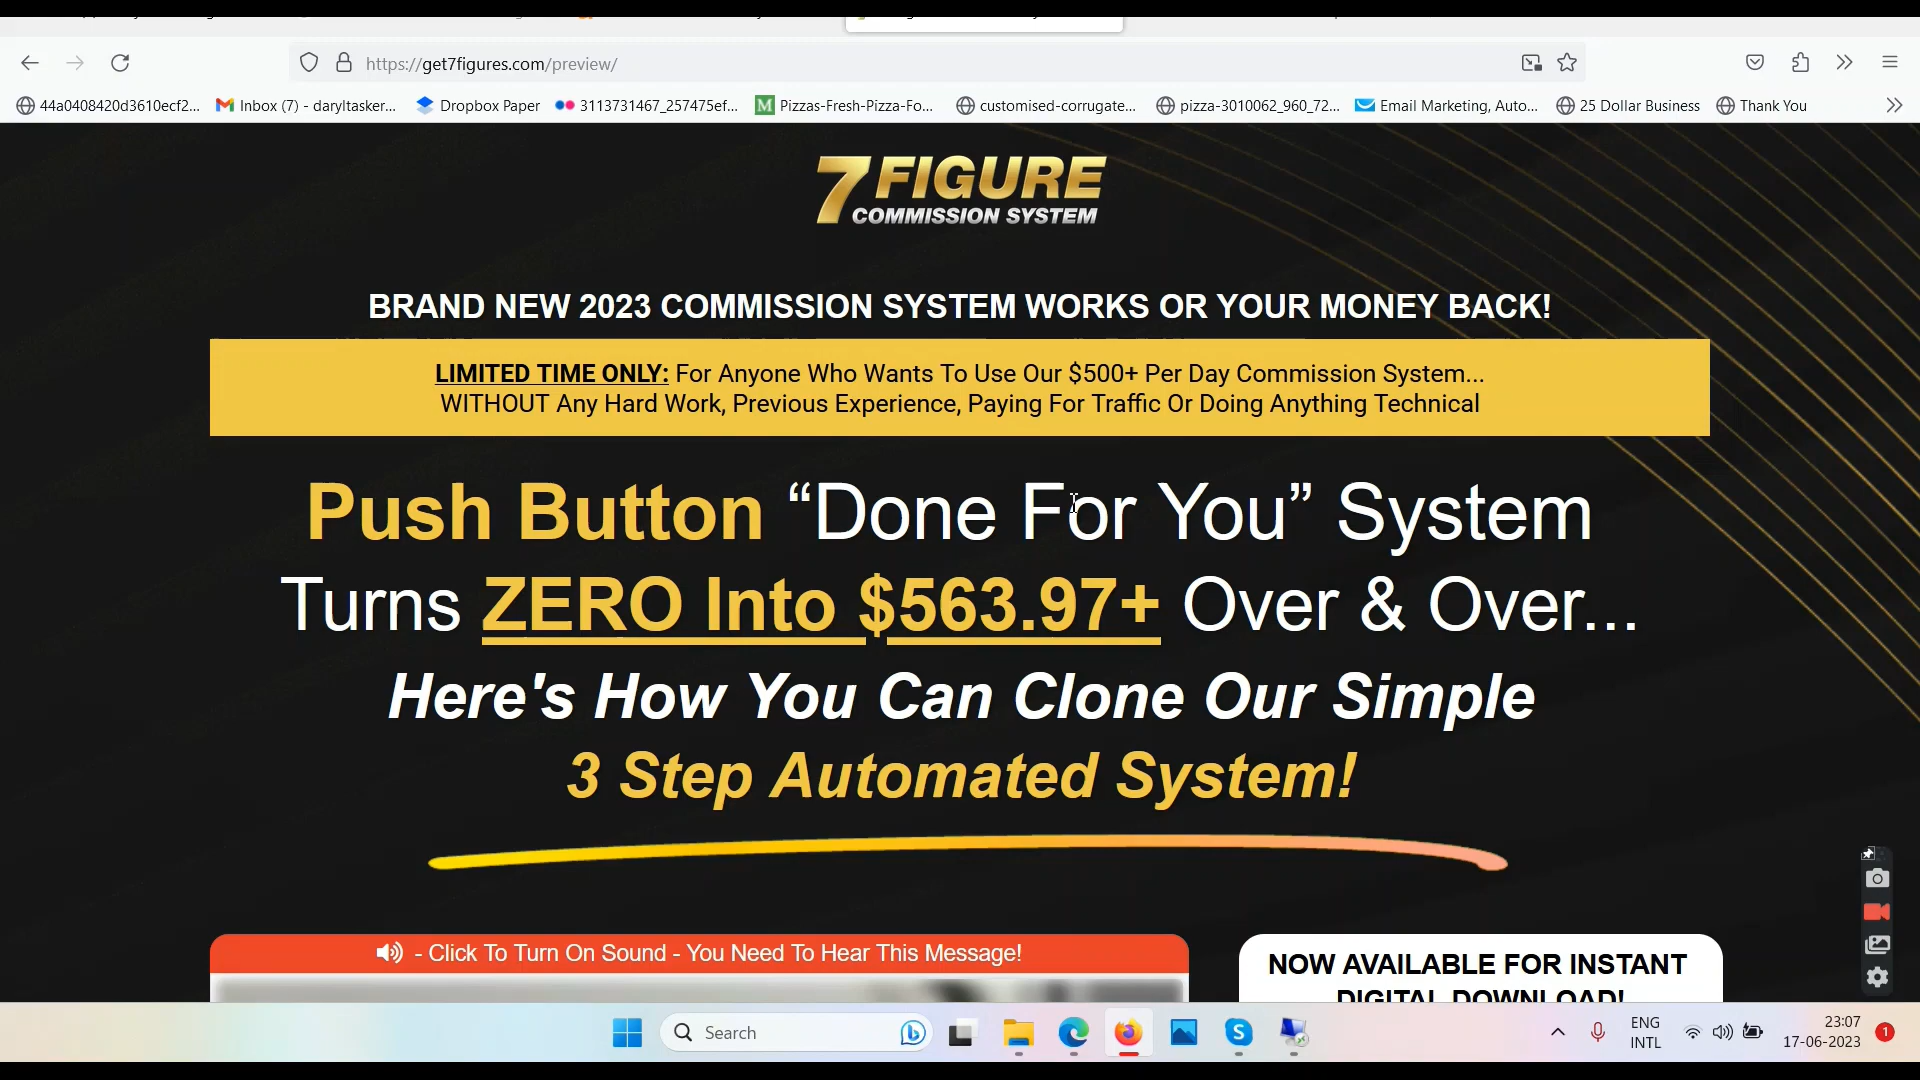 https://get7figures.com/preview/
44a0408420d3610ecf2... Inbox (7) - daryltasker... Dropbox Paper 3113731467_257475ef... M Pizzas-Fresh-Pizza-Fo... customised-corrugate... pizza-3010062_960_72... Email Marketing, Auto... 25 Dollar Business Thank You
7 FIGURE
COMMISSION SYSTEM
BRAND NEW 2023 COMMISSION SYSTEM WORKS OR YOUR MONEY BACK!
LIMITED TIME ONLY: For Anyone Who Wants To Use Our $500+ Per Day Commission System...
WITHOUT Any Hard Work, Previous Experience, Paying For Traffic Or Doing Anything Technical
Push Button “Done For You” System
Turns ZERO Into $563.97+ Over & Over...
Here's How You Can Clone Our Simple
3 Step Automated System!
- Click To Turn On Sound - You Need To Hear This Message!
NOW AVAILABLE FOR INSTANT
DIGITAL DOWNLOAD!
Search
ENG
INTL
23:07
17-06-2023
1